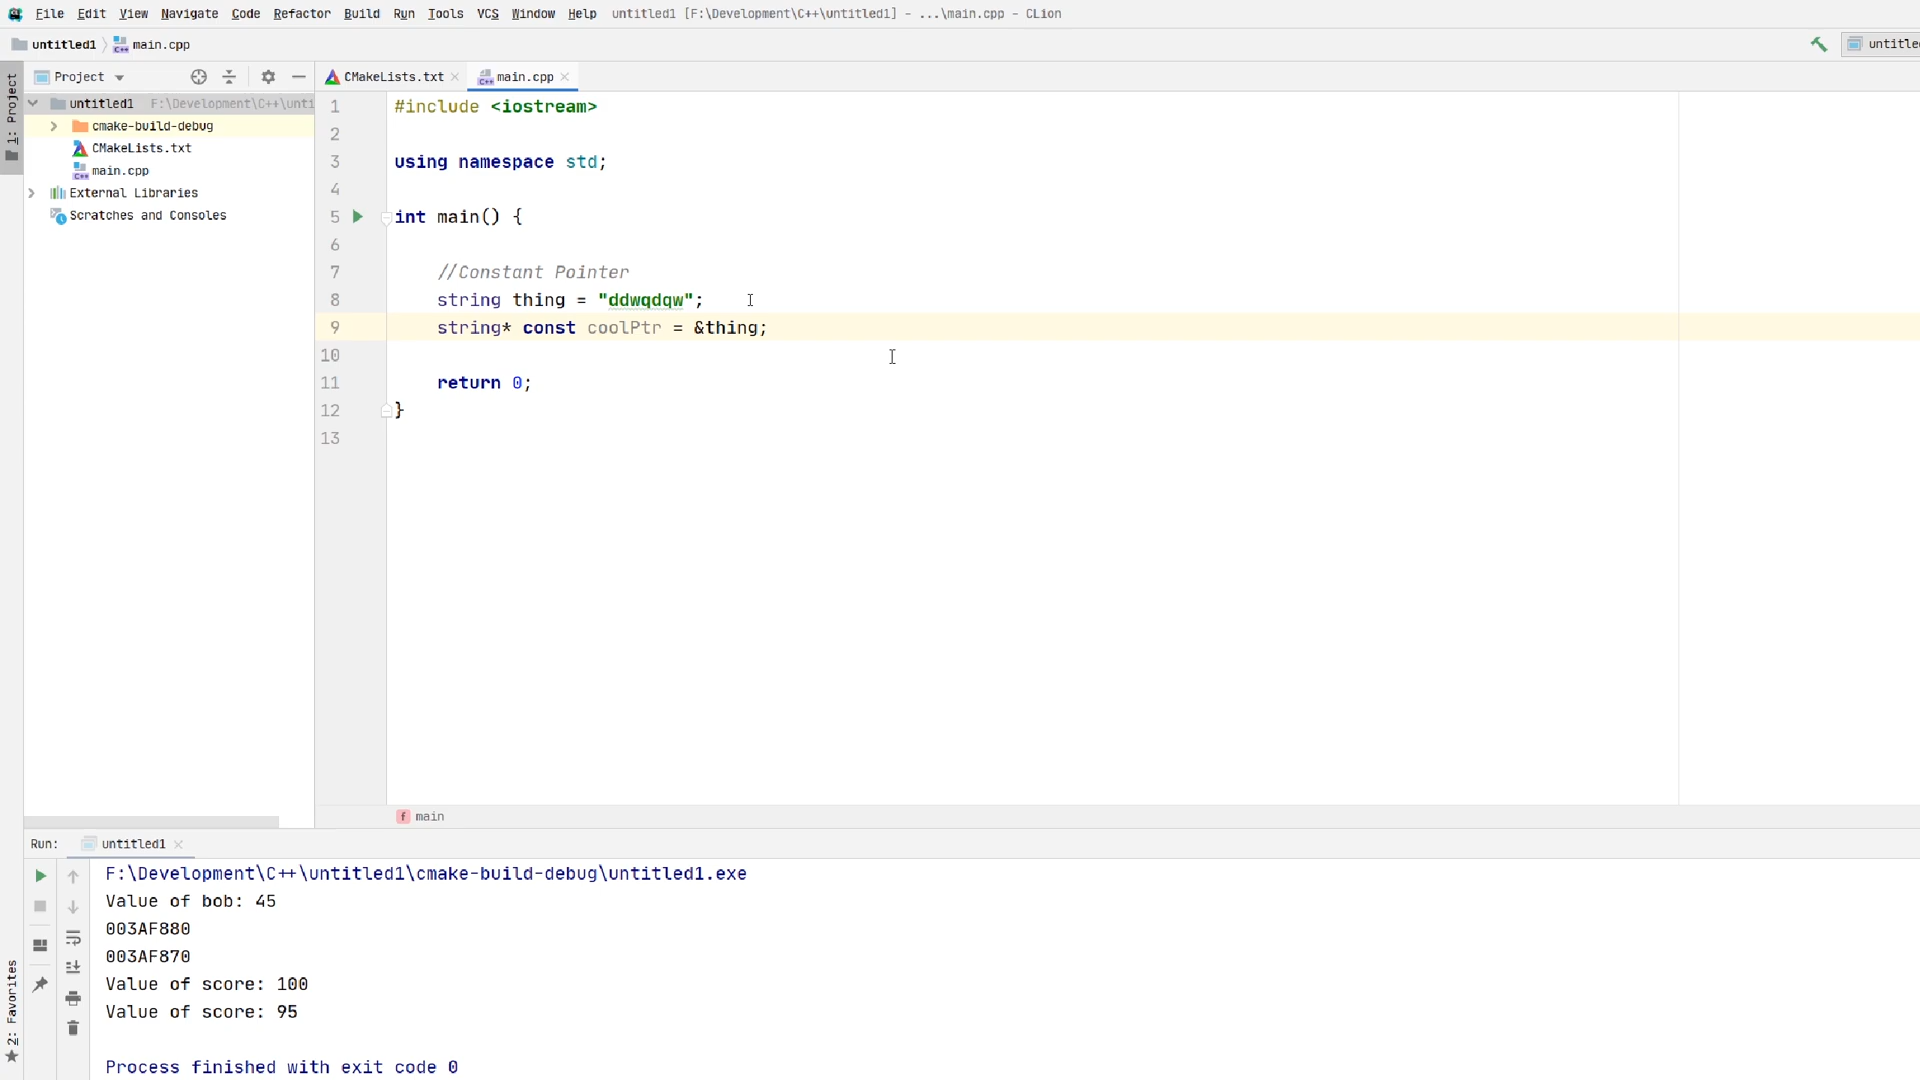 File Edit View Navigate Code Refactor Build Run Tools VCS Window Help untitled1 [F:\Development\C++\untitled1] - ...\main.cpp - CLion
untitled1 main.cpp
Project
CMakeLists.txt main.cpp
1: Project
untitled1 F:\Development\C++\unti
cmake-build-debug
CMakeLists.txt
main.cpp
External Libraries
Scratches and Consoles
1 #include <iostream>
2
3 using namespace std;
4
5 int main() {
6
7 //Constant Pointer
8 string thing = "ddwqdqw";
9 string* const coolPtr = &thing;
10
11 return 0;
12 }
13
f main
Run: untitled1
F:\Development\C++\untitled1\cmake-build-debug\untitled1.exe
Value of bob: 45
003AF880
003AF870
Value of score: 100
Value of score: 95
Process finished with exit code 0
2: Favorites